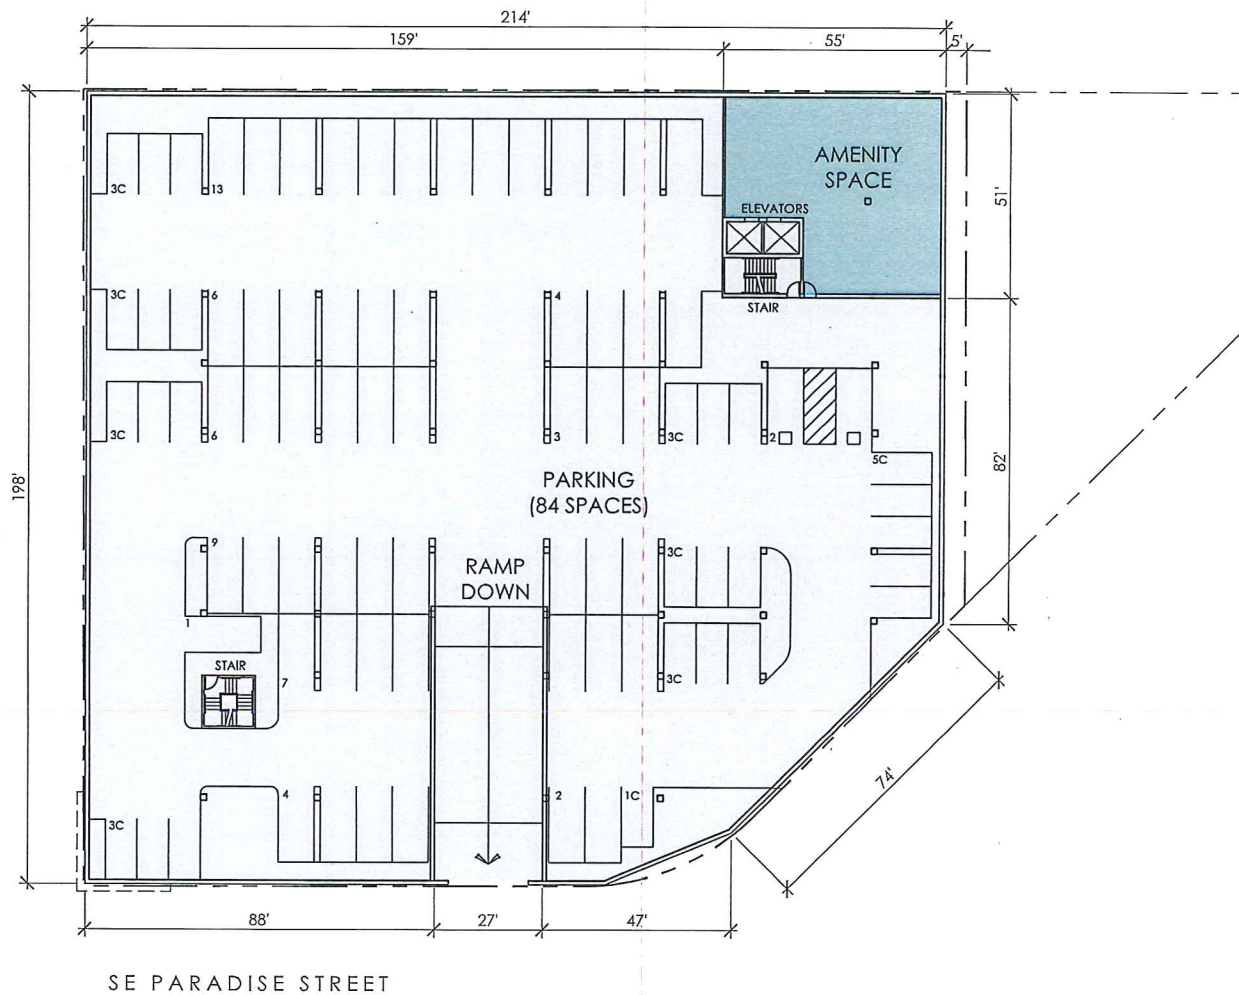 214'
159'
55'
5'
AMENITY
SPACE
3C
13
51'
ELEVATORS
3C
6
4
STAIR
3C
6
3
3C
2
5C
82'
198'
PARKING
(84 SPACES)
9
3C
RAMP
DOWN
1
STAIR
7
3C
74'
4
2
1C
3C
88'
27'
47'
SE PARADISE STREET